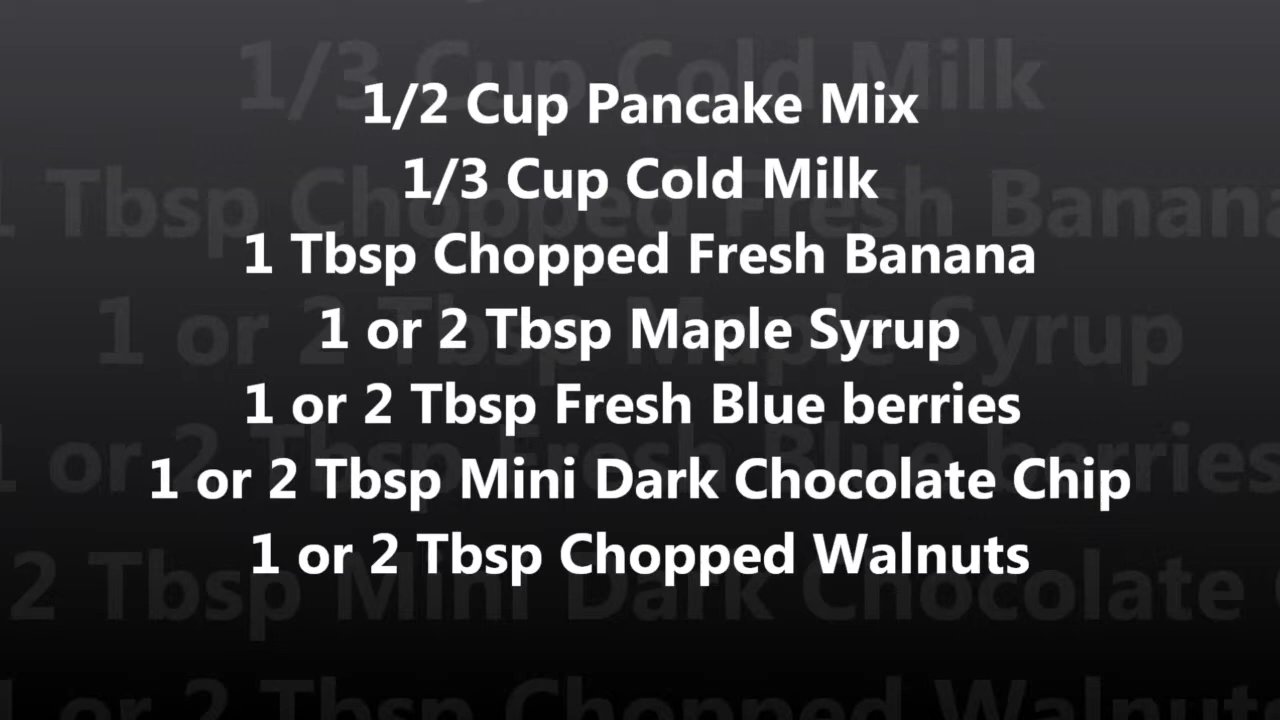 1/2 Cup Pancake Mix
1/3 Cup Cold Milk
1 Tbsp Chopped Fresh Banana
1 or 2 Tbsp Maple Syrup
1 or 2 Tbsp Fresh Blue berries
1 or 2 Tbsp Mini Dark Chocolate Chip
1 or 2 Tbsp Chopped Walnuts